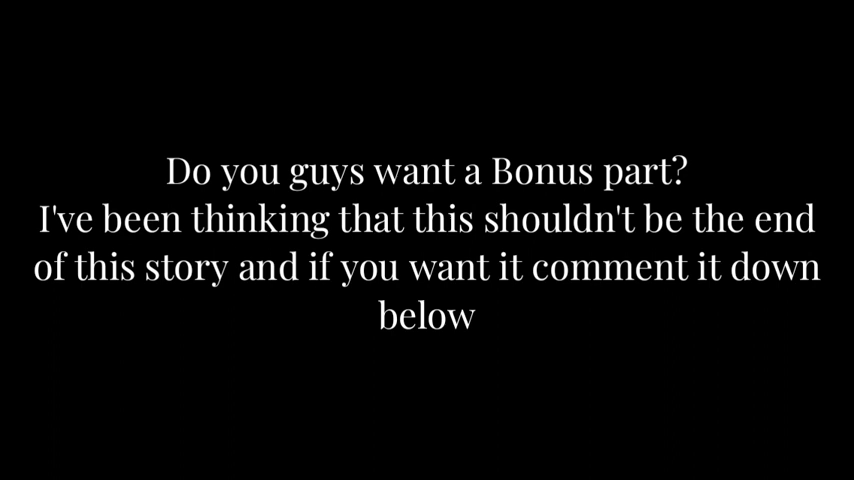 Do you guys want a Bonus part?
I've been thinking that this shouldn't be the end
of this story and if you want it comment it down
below